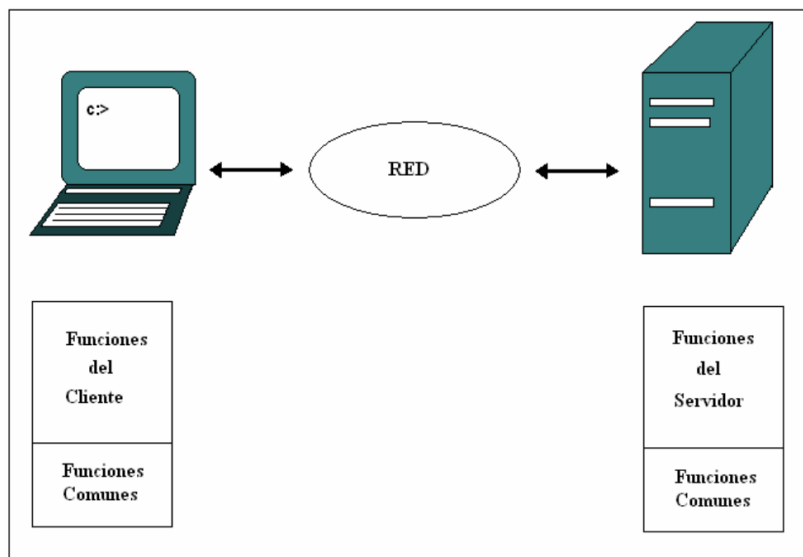 c:>
RED
Funciones
del
Cliente
Funciones
Comunes
Funciones
del
Servidor
Funciones
Comunes